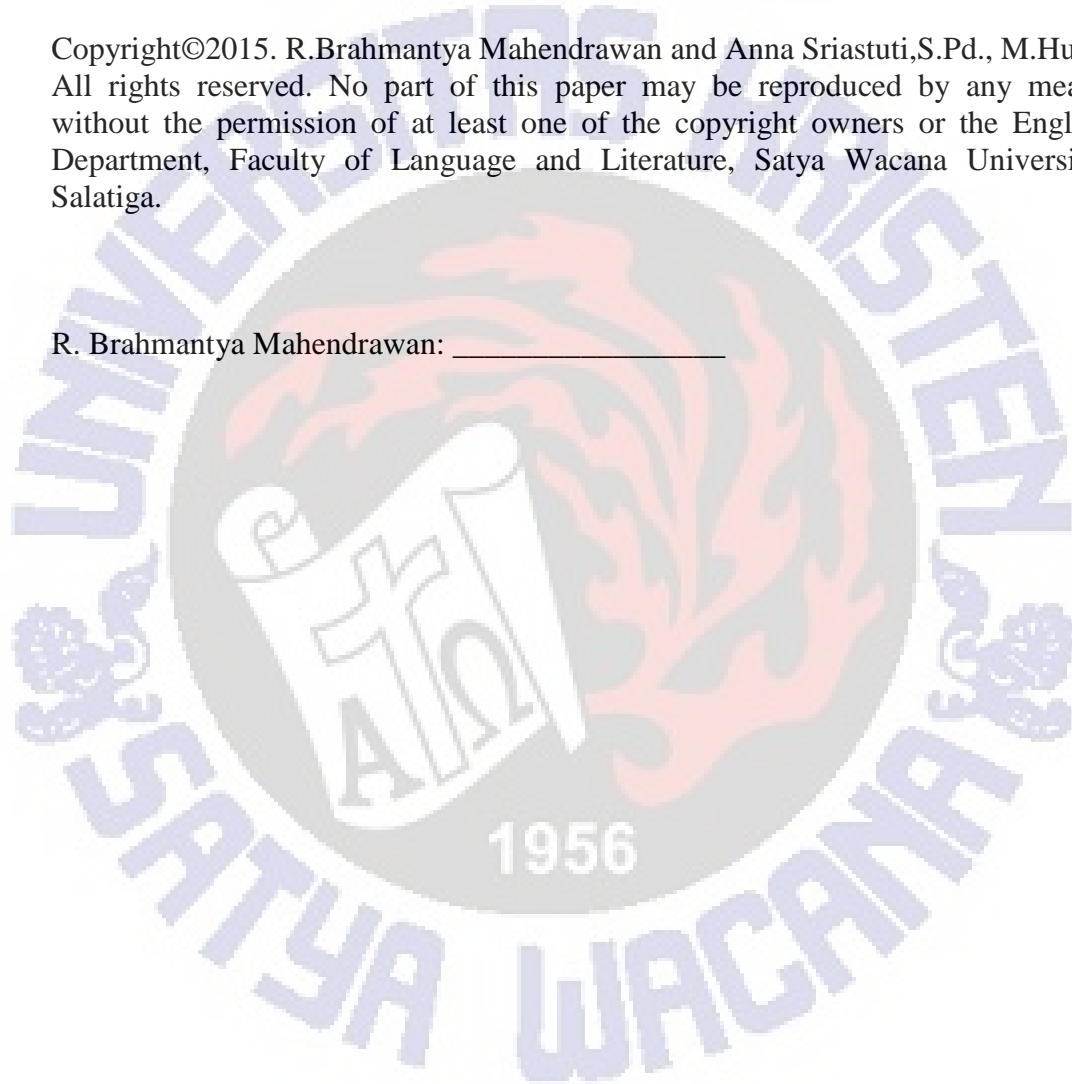 Copyright©2015. R.Brahmantya Mahendrawan and Anna Sriastuti,S.Pd., M.Hu
All rights reserved. No part of this paper may be reproduced by any mea
without the permission of at least one of the copyright owners or the Engl
Department, Faculty of Language and Literature, Satya Wacana Universi
Salatiga.
R. Brahmantya Mahendrawan: _________________
UNIVERSITAS KRISTEN
A Ω
1956
SATYA WACANA